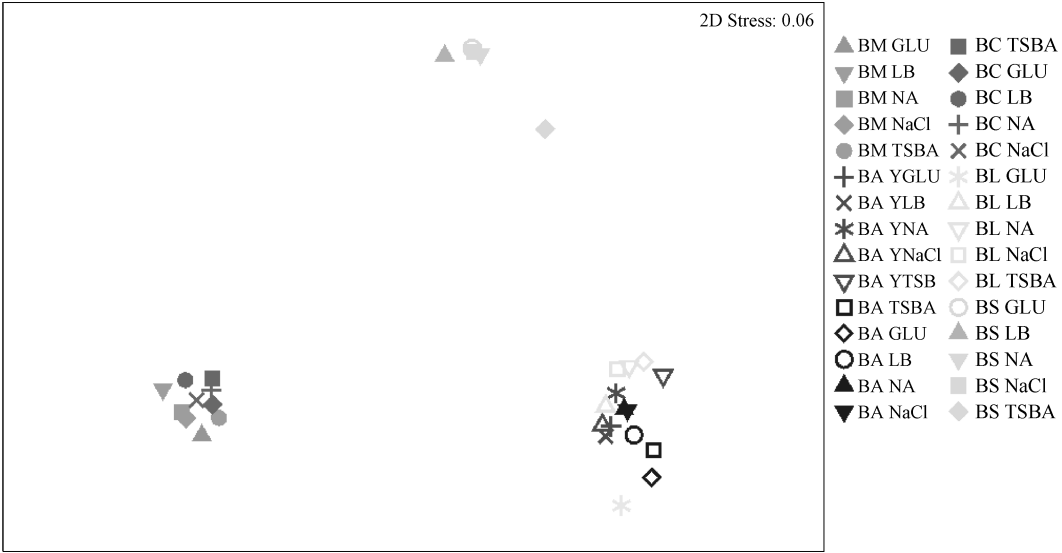 2D Stress: 0.06
BM GLU
BM LB
BM NA
BM NaCl
BM TSBA
BA YGLU
BA YLB
BA YNA
BA YNaCl
BA YTSB
BA TSBA
BA GLU
BA LB
BA NA
BA NaCl
BC TSBA
BC GLU
BC LB
BC NA
BC NaCl
BL GLU
BL LB
BL NA
BL NaCl
BL TSBA
BS GLU
BS LB
BS NA
BS NaCl
BS TSBA